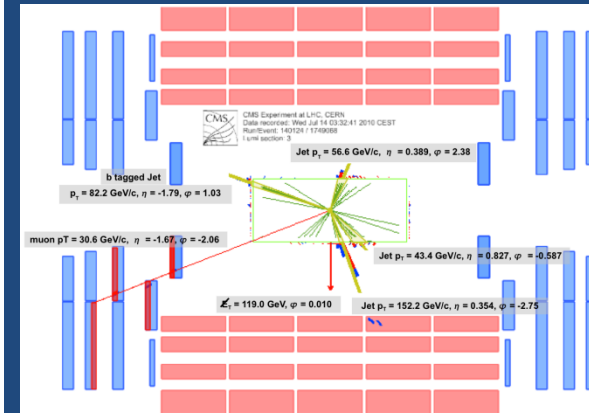 CMS
CMS Experiment at LHC, CERN
Data recorded: Wed Jul 14 03:32:41 2010 CEST
Run/Event: 140124 / 1749068
Lumi section: 3
Jet pT = 56.6 GeV/c, η = 0.389, φ = 2.38
b tagged Jet
pT = 82.2 GeV/c, η = -1.79, φ = 1.03
muon pT = 30.6 GeV/c, η = -1.67, φ = -2.06
Jet pT = 43.4 GeV/c, η = 0.827, φ = -0.587
ET = 119.0 GeV, φ = 0.010
Jet pT = 152.2 GeV/c, η = 0.354, φ = -2.75